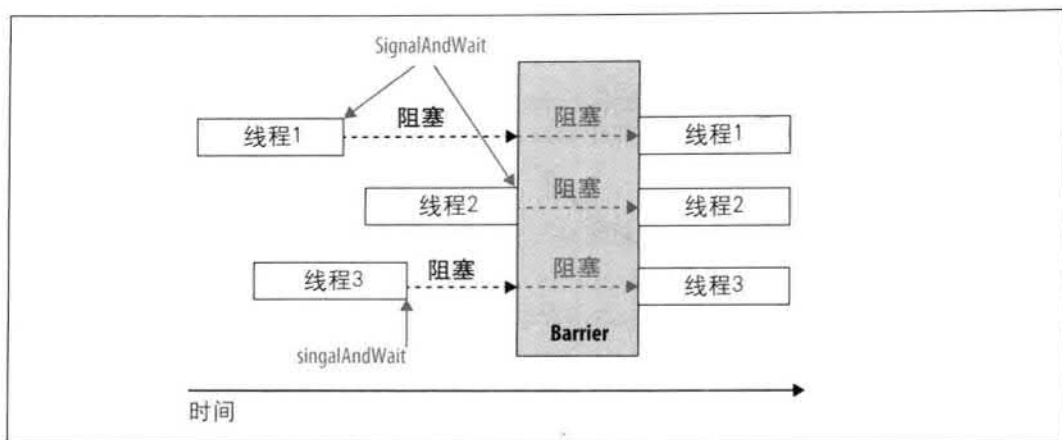 SignalAndWait
线程1
阻塞
阻塞
线程1
线程2
阻塞
线程2
线程3
阻塞
阻塞
线程3
Barrier
singalAndWait
时间